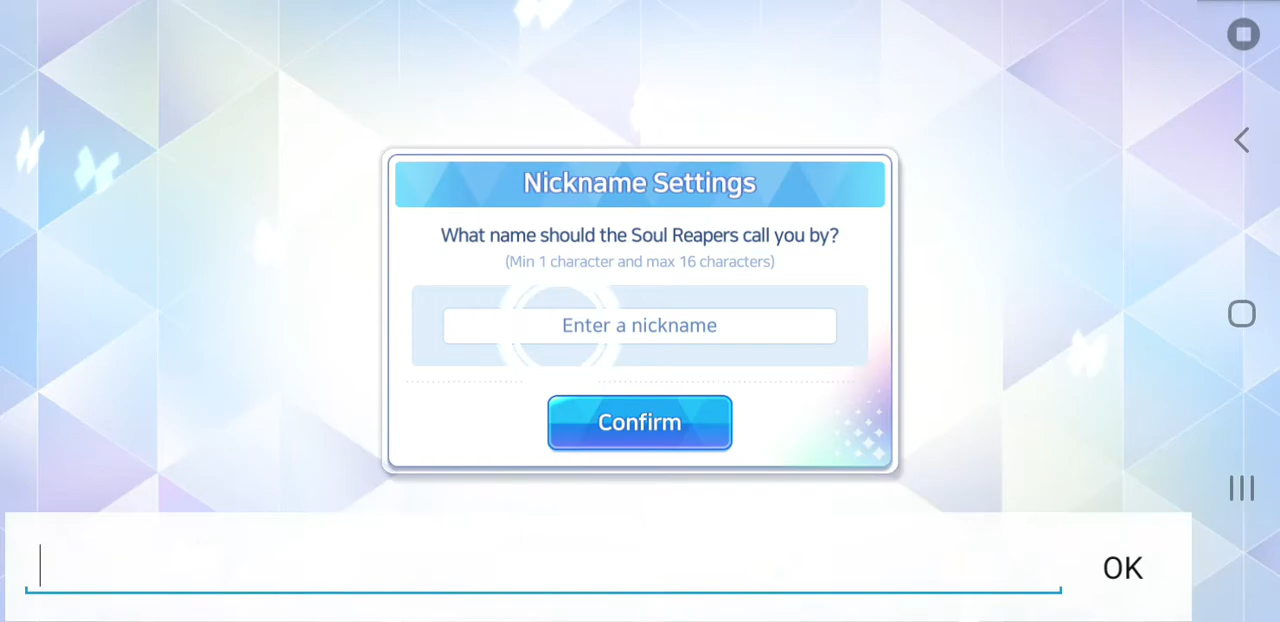 Nickname Settings
What name should the Soul Reapers call you by?
(Min 1 character and max 16 characters)
Enter a nickname
Confirm
OK